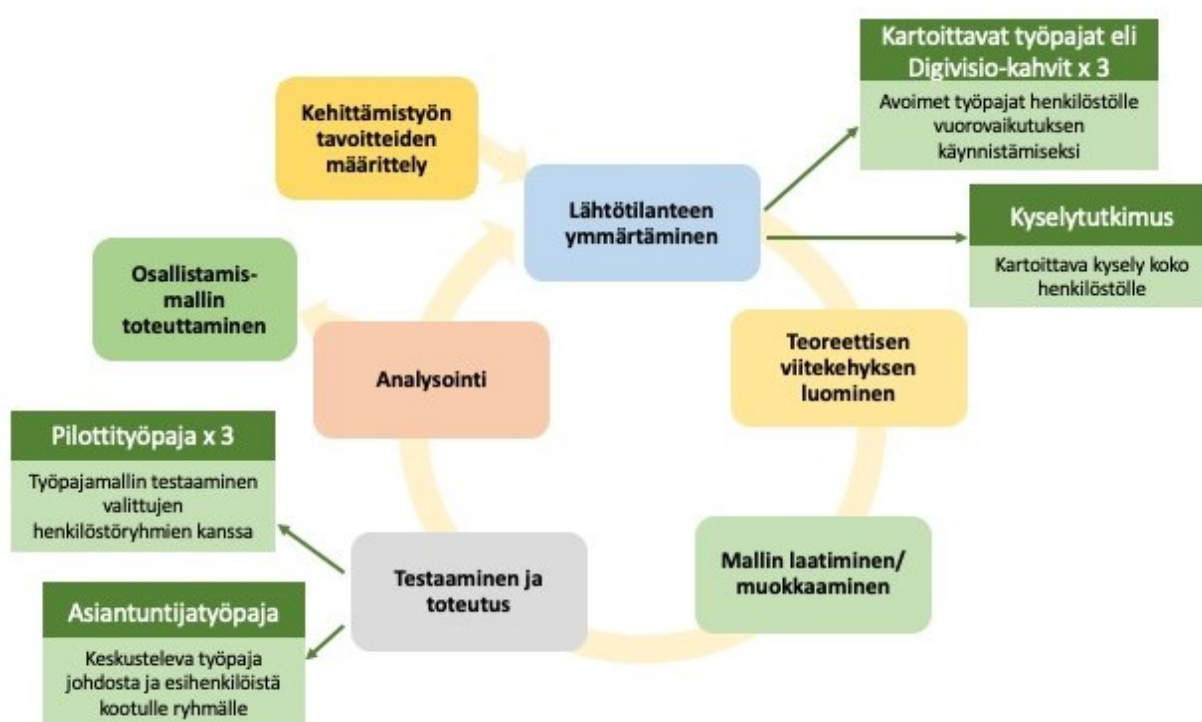 Kartoittavat työpajat eli
Digivisio-kahvit x 3
Avoimet työpajat henkilöstölle
vuorovaikutuksen
käynnistämiseksi
Kehittämistyön
tavoitteiden
määrittely
Lähtötilanteen
ymmärtäminen
Kyselytutkimus
Kartoittava kysely koko
henkilöstölle
Osallistamis-
mallin
toteuttaminen
Analysointi
Teoreettisen
viitekehyksen
luominen
Pilottityöpaja x 3
Työpajamallin testaaminen
valittujen
henkilöstöryhmien kanssa
Testaaminen ja
toteutus
Mallin laatiminen/
muokkaaminen
Asiantuntijatyöpaja
Keskusteleva työpaja
johdosta ja esihenkilöistä
kootulle ryhmälle